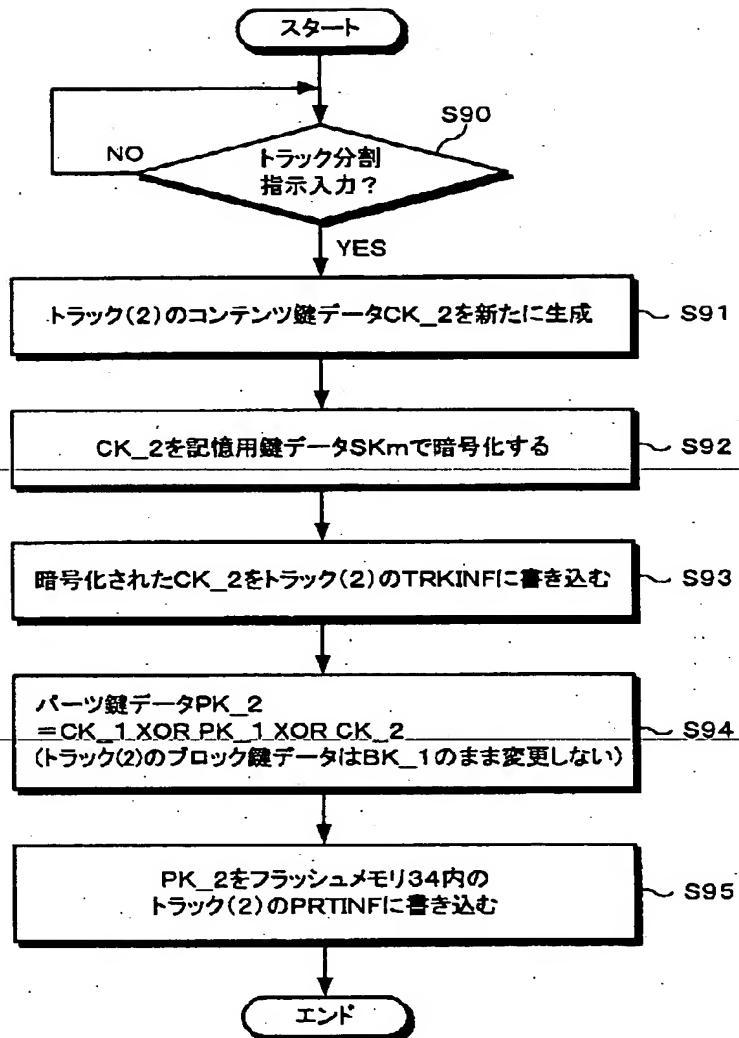 スタート
S90
NO
トラック分割
指示入力？
YES
トラック(2)のコンテンツ鍵データCK_2を新たに生成
S91
CK_2を記憶用鍵データSKmで暗号化する
S92
暗号化されたCK_2をトラック(2)のTRKINFに書き込む
S93
パーツ鍵データPK_2
＝CK_1 XOR PK_1 XOR CK_2
(トラック(2)のブロック鍵データはBK_1のまま変更しない)
S94
PK_2をフラッシュメモリ34内の
トラック(2)のPRTINFに書き込む
S95
エンド